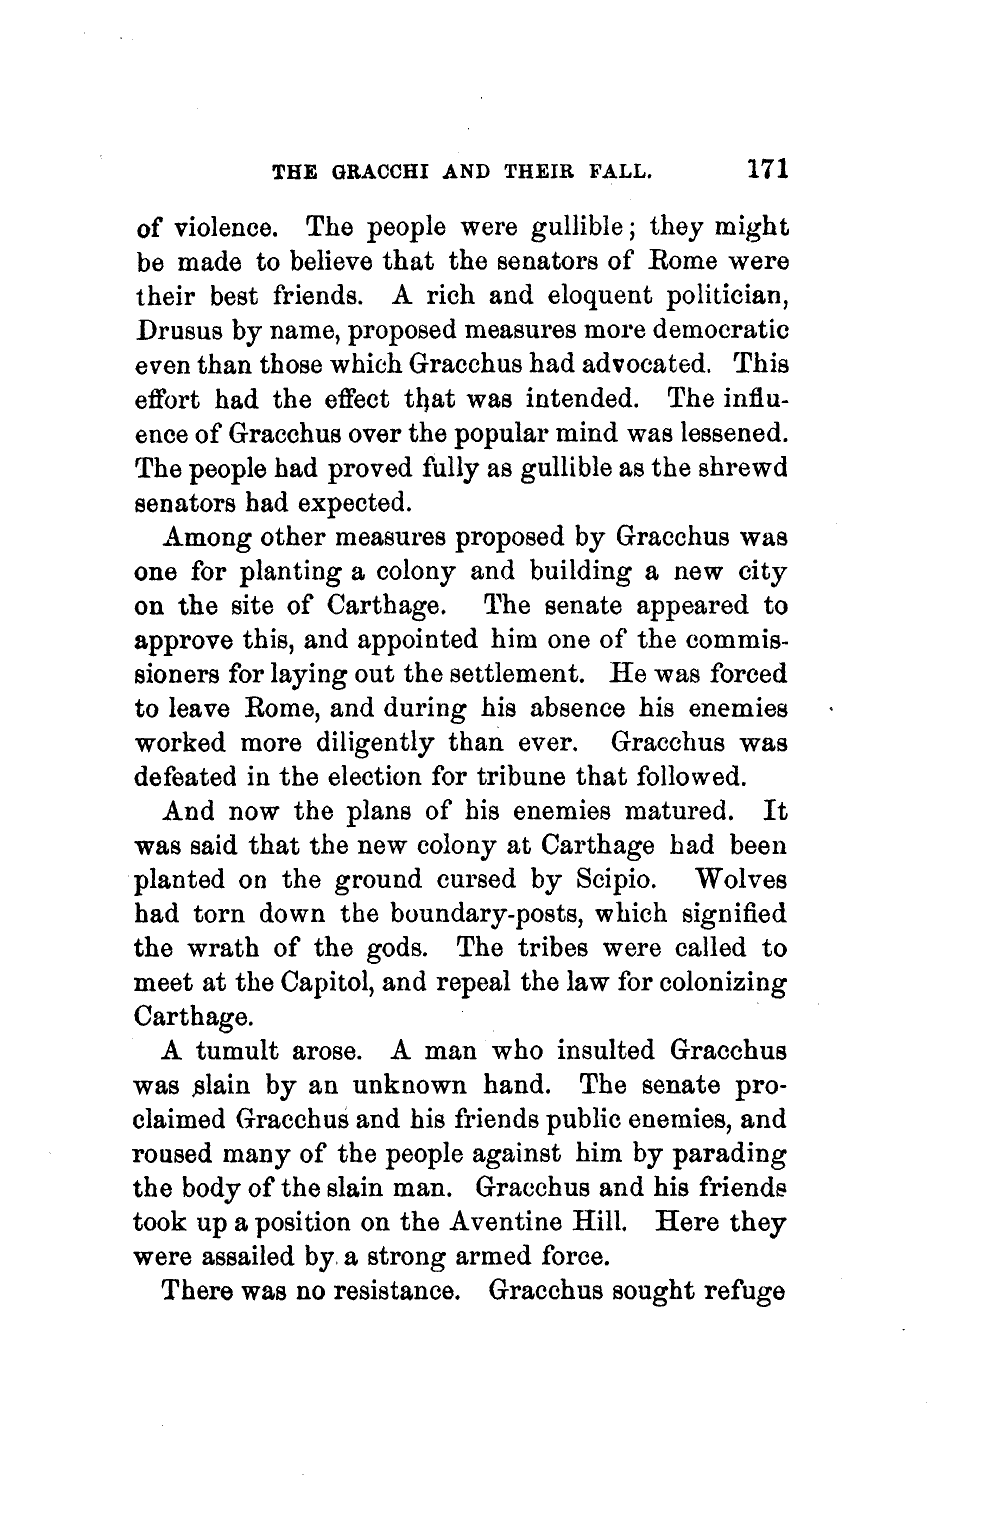 THE GRACCHI AND THEIR FALL. 171
of violence. The people were gullible; they might
be made to believe that the senators of Rome were
their best friends. A rich and eloquent politician,
Drusus by name, proposed measures more democratic
even than those which Gracchus had advocated. This
effort had the effect that was intended. The influ-
ence of Gracchus over the popular mind was lessened.
The people had proved fully as gullible as the shrewd
senators had expected.
Among other measures proposed by Gracchus was
one for planting a colony and building a new city
on the site of Carthage. The senate appeared to
approve this, and appointed him one of the commis-
sioners for laying out the settlement. He was forced
to leave Rome, and during his absence his enemies
worked more diligently than ever. Gracchus was
defeated in the election for tribune that followed.
And now the plans of his enemies matured. It
was said that the new colony at Carthage had been
planted on the ground cursed by Scipio. Wolves
had torn down the boundary-posts, which signified
the wrath of the gods. The tribes were called to
meet at the Capitol, and repeal the law for colonizing
Carthage.
A tumult arose. A man who insulted Gracchus
was slain by an unknown hand. The senate pro-
claimed Gracchus and his friends public enemies, and
roused many of the people against him by parading
the body of the slain man. Gracchus and his friends
took up a position on the Aventine Hill. Here they
were assailed by a strong armed force.
There was no resistance. Gracchus sought refuge